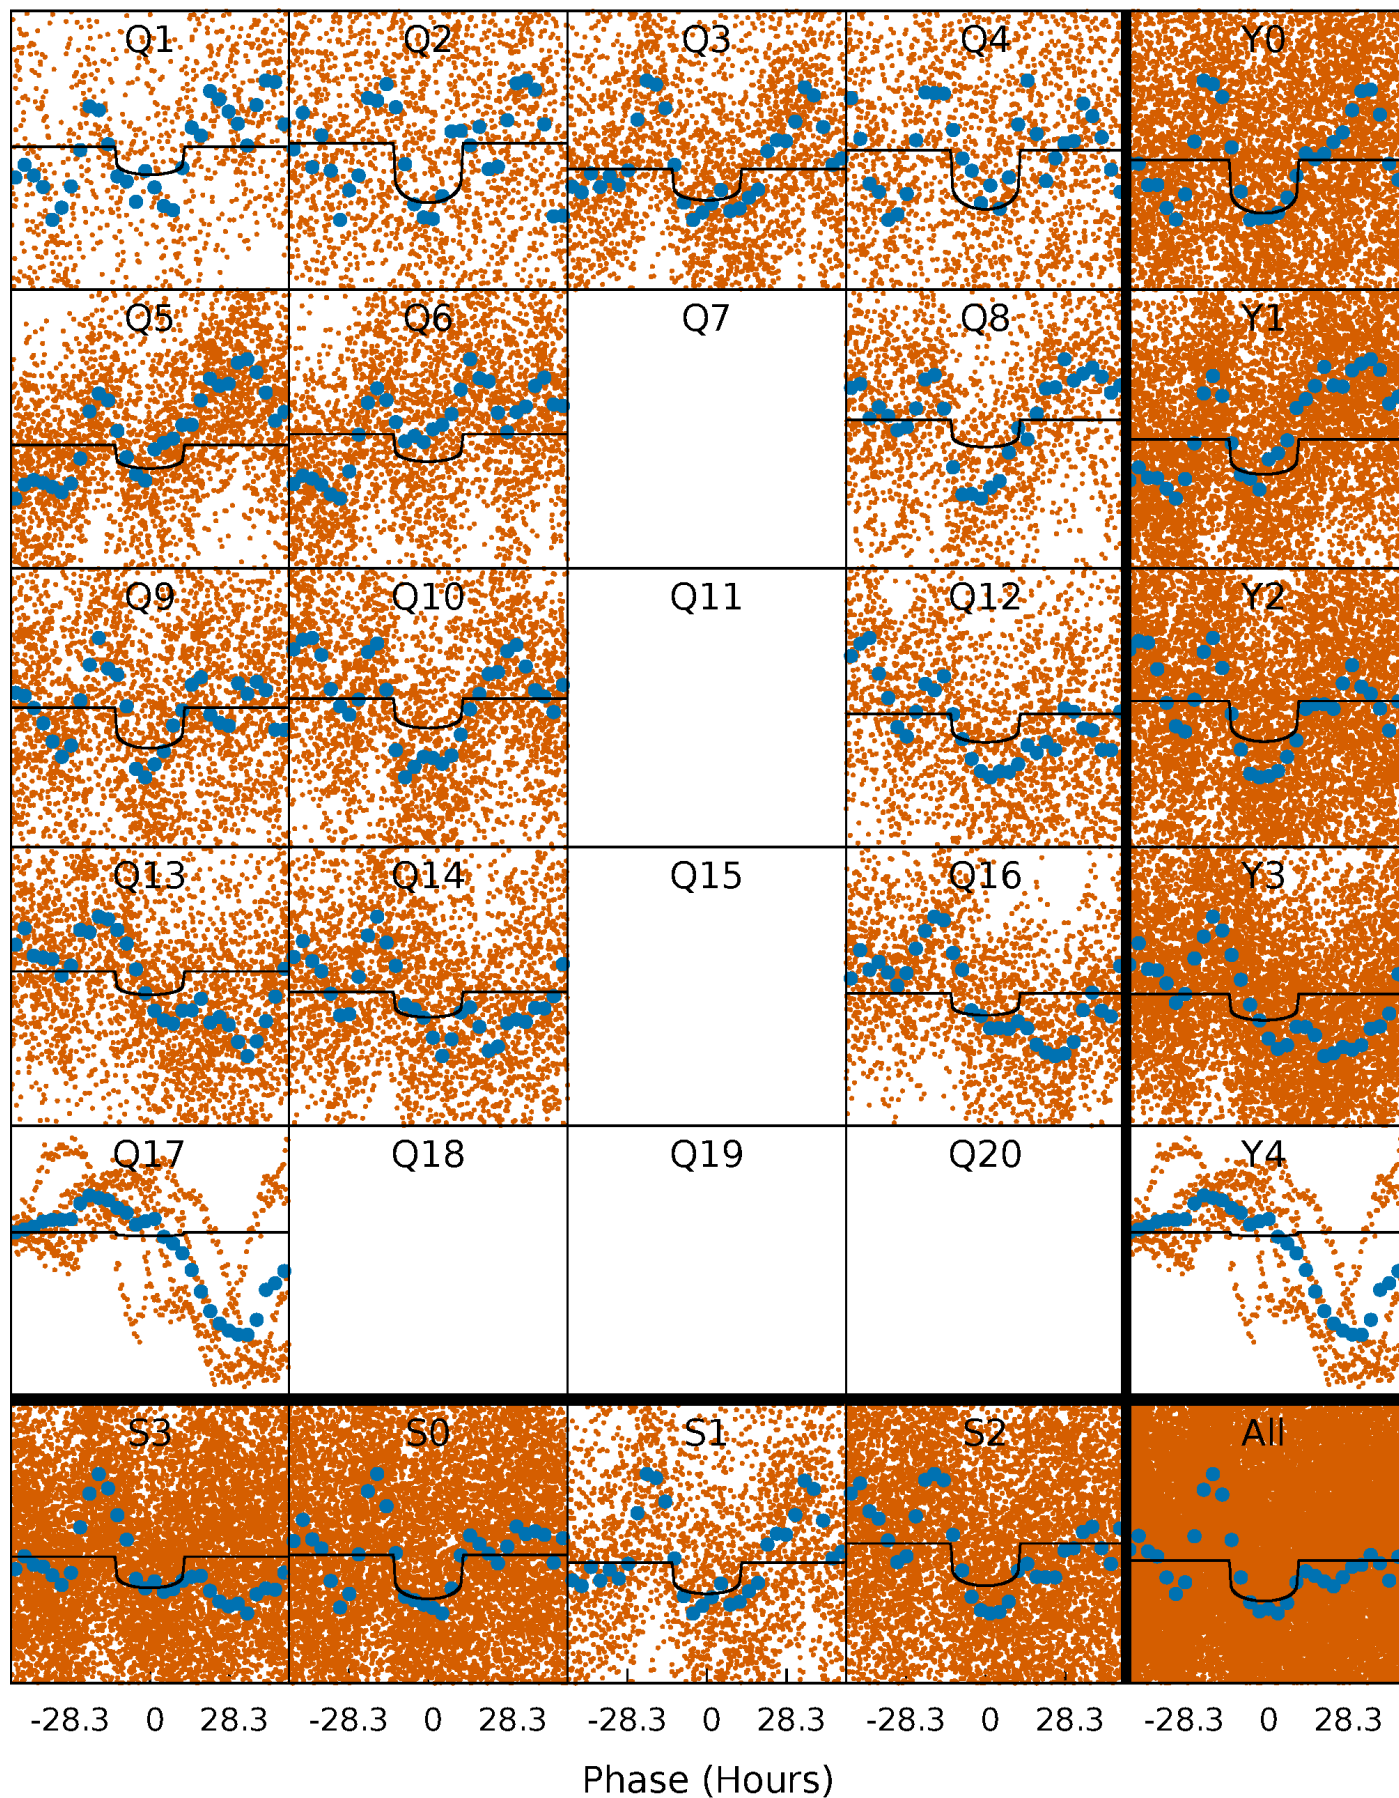 Q1 Q2 Q3 Q4 Y0
Q5 Q6 Q7 Q8 Y1
Q9 Q10 Q11 Q12 Y2
Q13 Q14 Q15 Q16 Y3
Q17 Q18 Q19 Q20 Y4
S3 S0 S1 S2 All
-28.3 0 28.3 -28.3 0 28.3 -28.3 0 28.3 -28.3 0 28.3 -28.3 0 28.3
Phase (Hours)